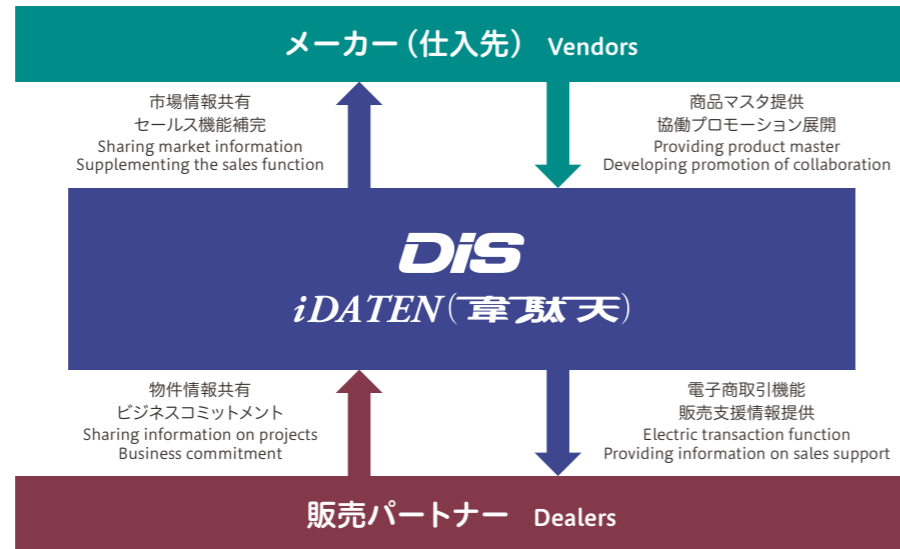 メーカー（仕入先） Vendors
市場情報共有
セールス機能補完
Sharing market information
Supplementing the sales function
商品マスタ提供
協働プロモーション展開
Providing product master
Developing promotion of collaboration
DiS
iDATEN(韋駄天)
物件情報共有
ビジネスコミットメント
Sharing information on projects
Business commitment
電子商取引機能
販売支援情報提供
Electric transaction function
Providing information on sales support
販売パートナー Dealers